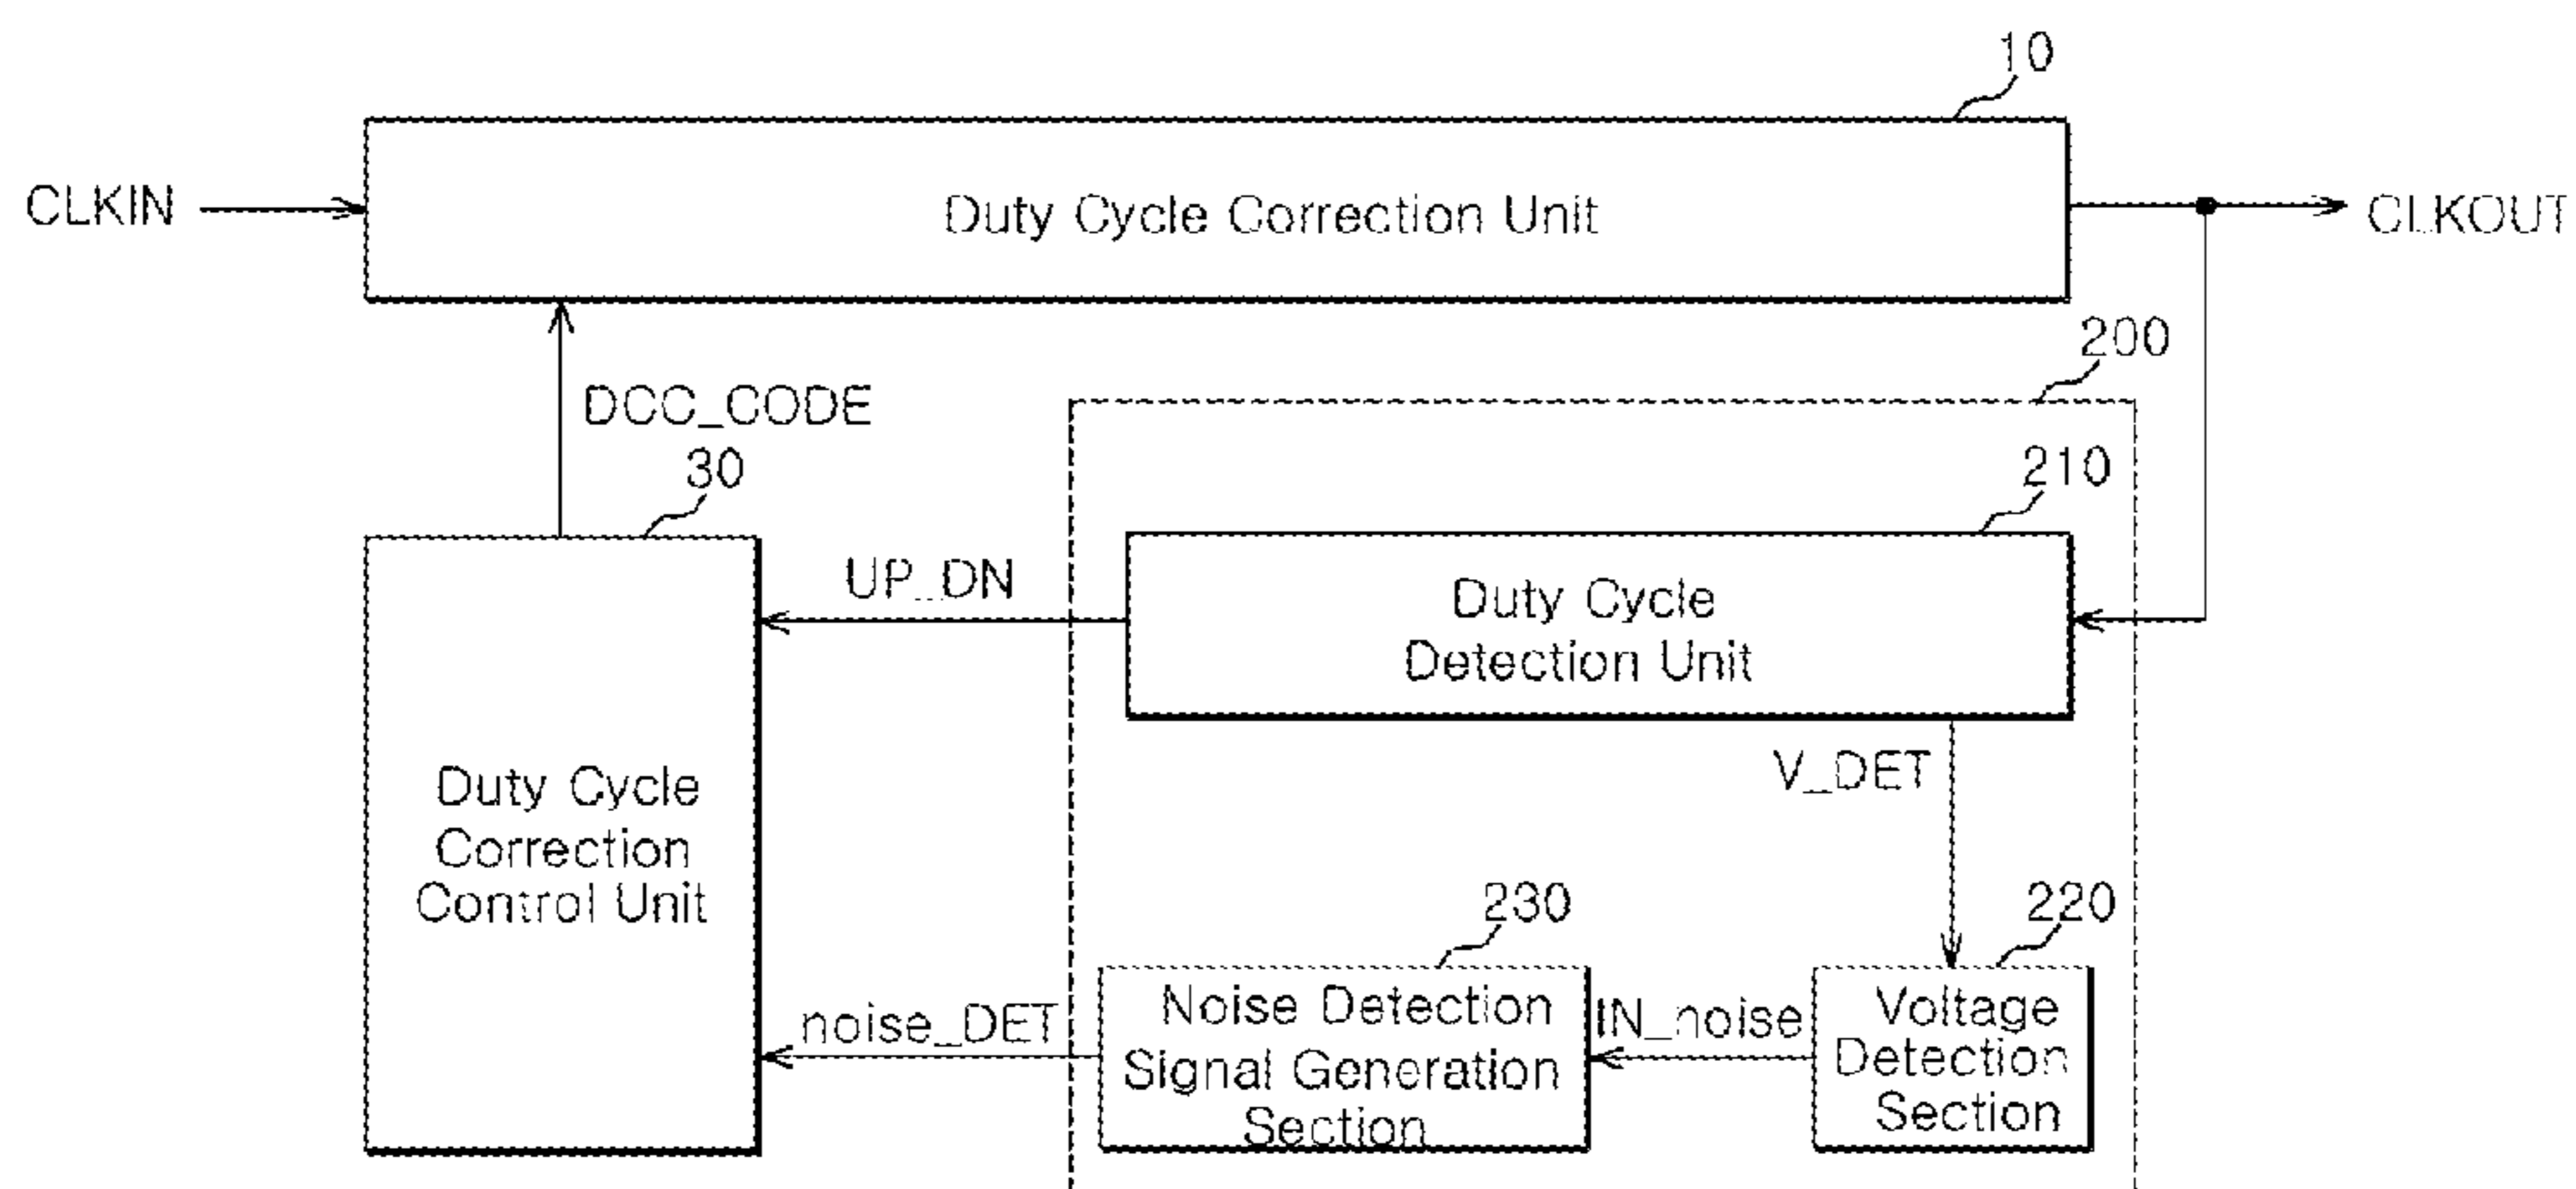 10
CLKIN
Duty Cycle Correction Unit
CLKOUT
200
DCC_CODE
30
210
UP_DN
Duty Cycle
Detection Unit
V_DET
Duty Cycle
Correction
Control Unit
230
220
noise_DET
Noise Detection
Signal Generation
Section
IN_noise
Voltage
Detection
Section